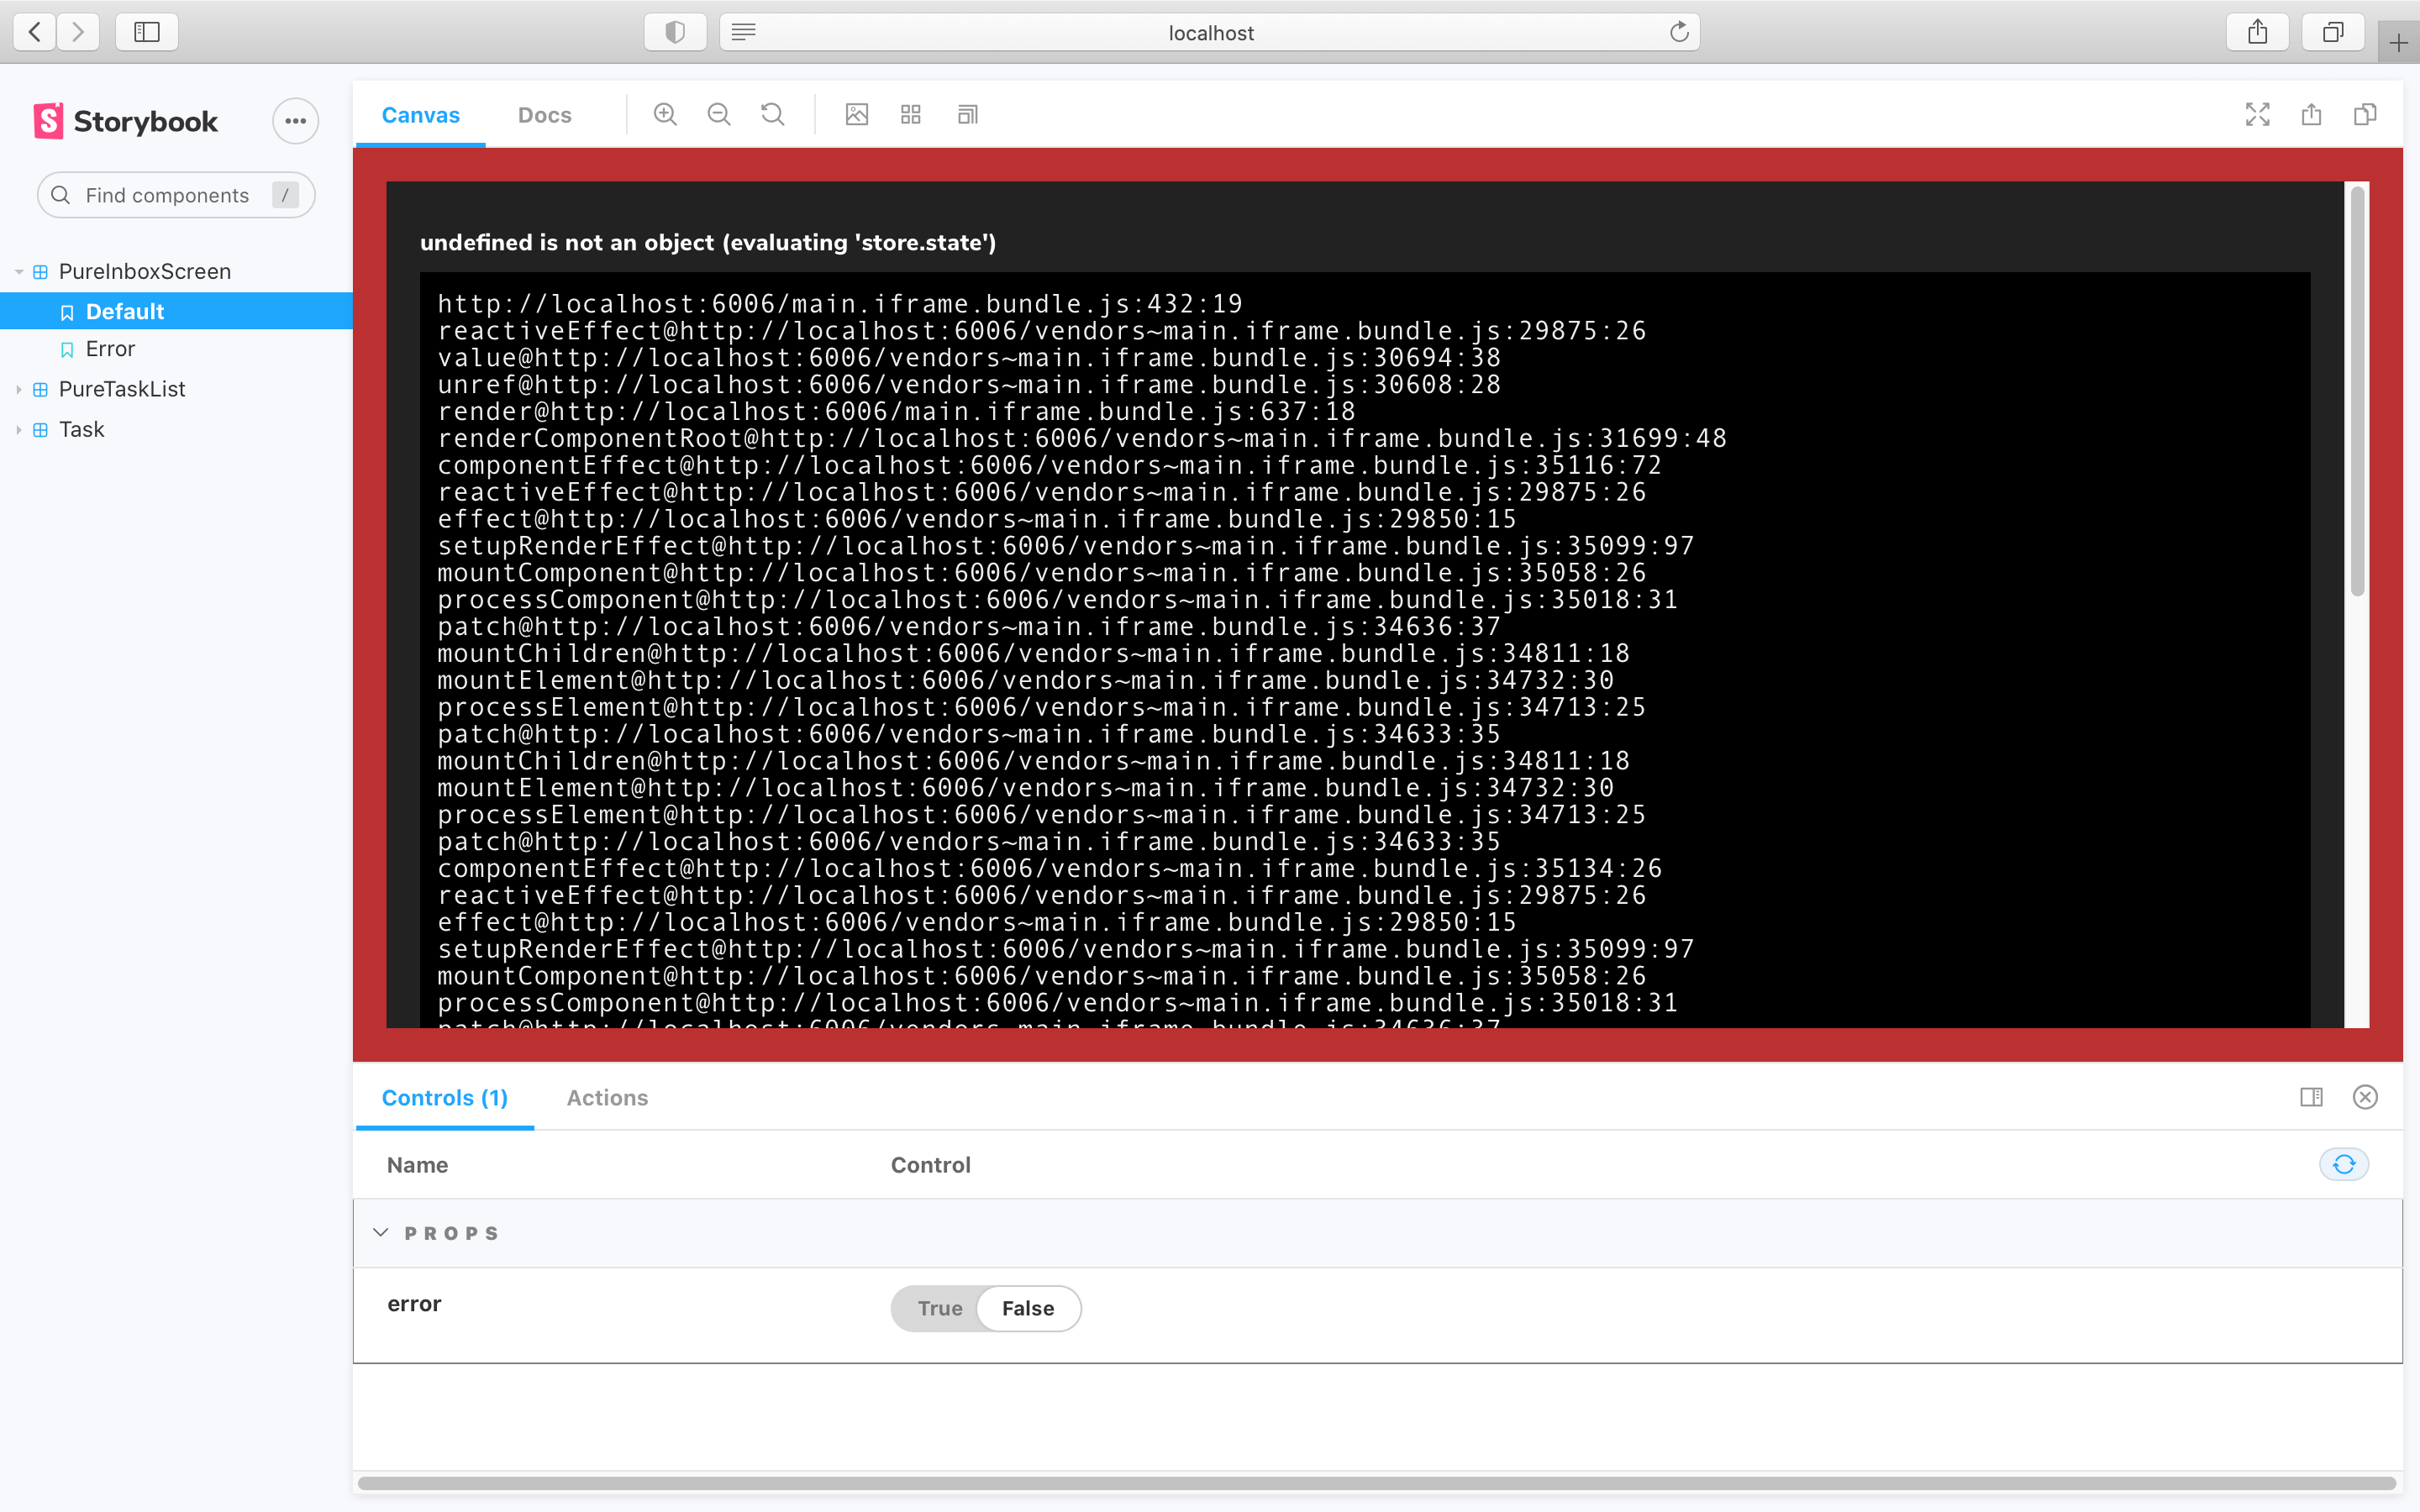 localhost
Storybook
Find components /
PureInboxScreen
Default
Error
PureTaskList
Task
Canvas Docs
undefined is not an object (evaluating 'store.state')
http://localhost:6006/main.iframe.bundle.js:432:19
reactiveEffect@http://localhost:6006/vendors~main.iframe.bundle.js:29875:26
value@http://localhost:6006/vendors~main.iframe.bundle.js:30694:38
unref@http://localhost:6006/vendors~main.iframe.bundle.js:30608:28
render@http://localhost:6006/main.iframe.bundle.js:637:18
renderComponentRoot@http://localhost:6006/vendors~main.iframe.bundle.js:31699:48
componentEffect@http://localhost:6006/vendors~main.iframe.bundle.js:35116:72
reactiveEffect@http://localhost:6006/vendors~main.iframe.bundle.js:29875:26
effect@http://localhost:6006/vendors~main.iframe.bundle.js:29850:15
setupRenderEffect@http://localhost:6006/vendors~main.iframe.bundle.js:35099:97
mountComponent@http://localhost:6006/vendors~main.iframe.bundle.js:35058:26
processComponent@http://localhost:6006/vendors~main.iframe.bundle.js:35018:31
patch@http://localhost:6006/vendors~main.iframe.bundle.js:34636:37
mountChildren@http://localhost:6006/vendors~main.iframe.bundle.js:34811:18
mountElement@http://localhost:6006/vendors~main.iframe.bundle.js:34732:30
processElement@http://localhost:6006/vendors~main.iframe.bundle.js:34713:25
patch@http://localhost:6006/vendors~main.iframe.bundle.js:34633:35
mountChildren@http://localhost:6006/vendors~main.iframe.bundle.js:34811:18
mountElement@http://localhost:6006/vendors~main.iframe.bundle.js:34732:30
processElement@http://localhost:6006/vendors~main.iframe.bundle.js:34713:25
patch@http://localhost:6006/vendors~main.iframe.bundle.js:34633:35
componentEffect@http://localhost:6006/vendors~main.iframe.bundle.js:35134:26
reactiveEffect@http://localhost:6006/vendors~main.iframe.bundle.js:29875:26
effect@http://localhost:6006/vendors~main.iframe.bundle.js:29850:15
setupRenderEffect@http://localhost:6006/vendors~main.iframe.bundle.js:35099:97
mountComponent@http://localhost:6006/vendors~main.iframe.bundle.js:35058:26
processComponent@http://localhost:6006/vendors~main.iframe.bundle.js:35018:31
patch@http://localhost:6006/vendors~main.iframe.bundle.js:34636:37
Controls (1) Actions
Name Control
PROPS
error True False